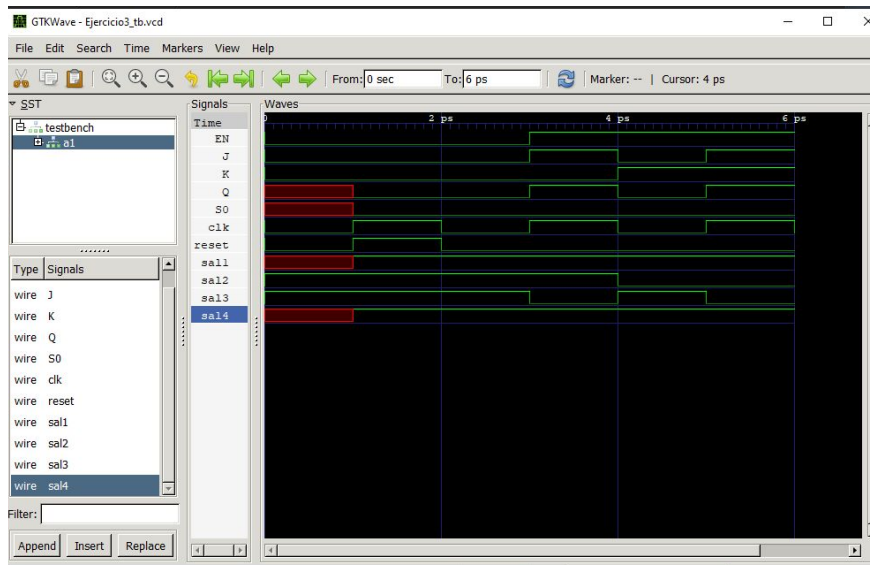 GTKWave - Ejercicio3_tb.vcd
File Edit Search Time Markers View Help
From: 0 sec To: 6 ps Marker: -- | Cursor: 4 ps
SST
testbench
a1
Type Signals
wire J
wire K
wire Q
wire S0
wire clk
wire reset
wire sal1
wire sal2
wire sal3
wire sal4
Filter:
Append Insert Replace
Signals
Time
EN
J
K
Q
S0
clk
reset
sal1
sal2
sal3
sal4
Waves
2 ps 4 ps 6 ps